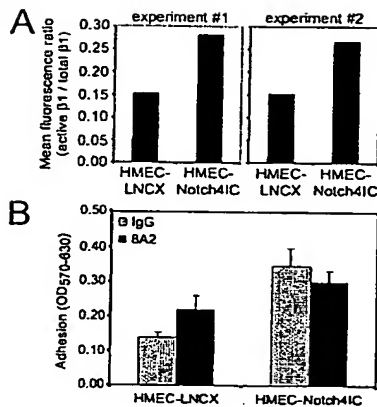 A
experiment #1
experiment #2
Mean fluorescence ratio
(active β1 / total β1)
0.30
0.25
0.20
0.15
0.10
0.05
0.00
HMEC-
LNCX
HMEC-
Notch4IC
HMEC-
LNCX
HMEC-
Notch4IC
B
Adhesion (OD570-630)
0.50
0.40
0.30
0.20
0.10
0.00
IgG
8A2
HMEC-LNCX
HMEC-Notch4IC